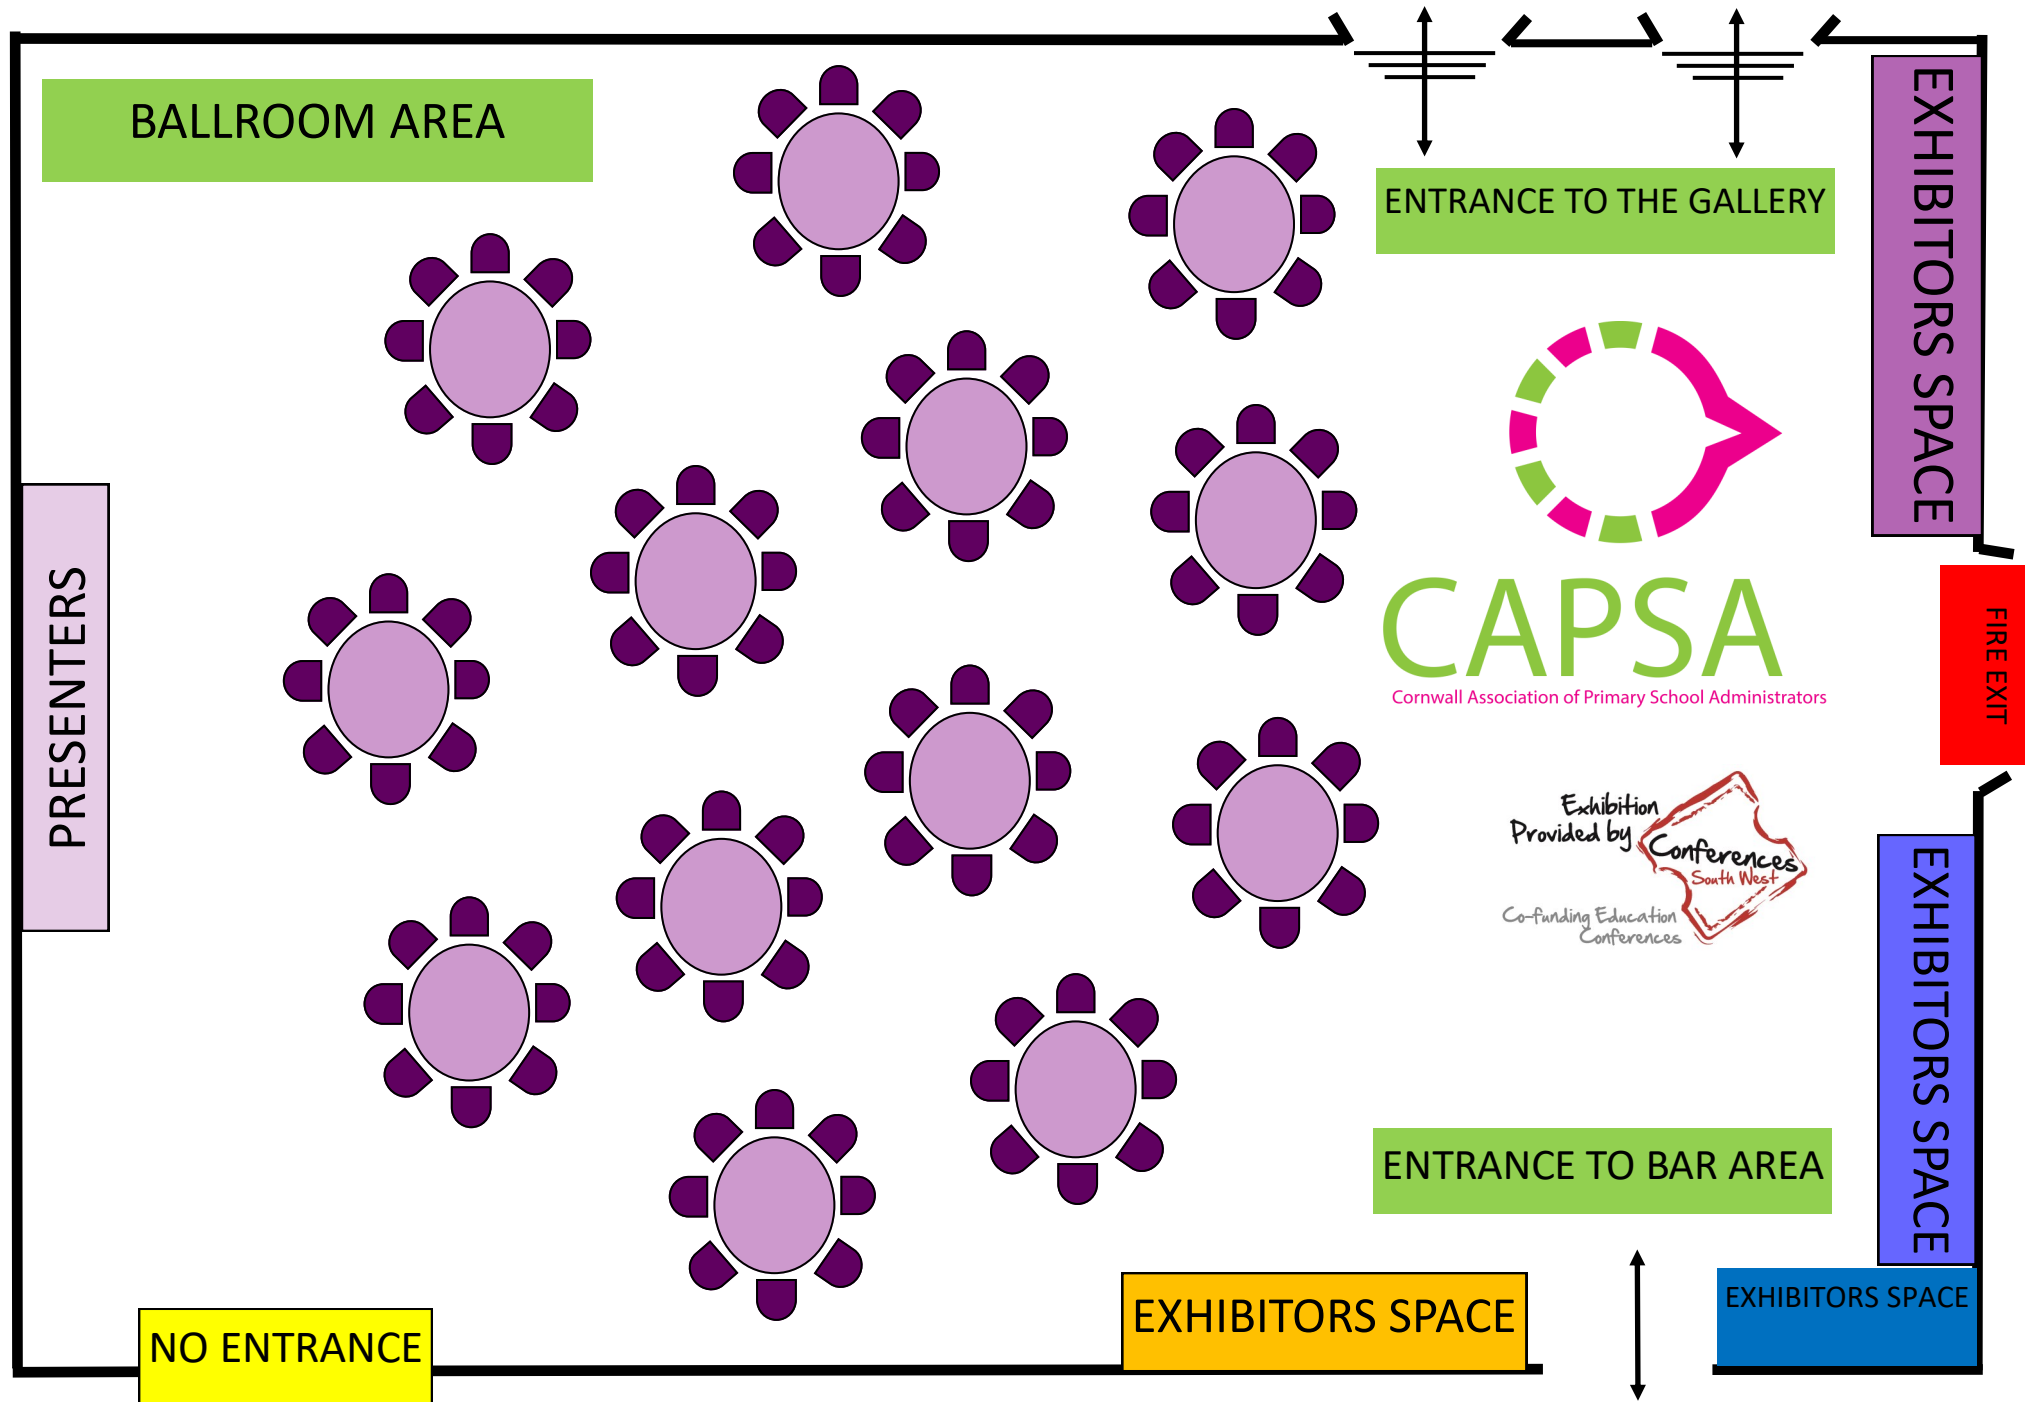 BALLROOM AREA
ENTRANCE TO THE GALLERY
EXHIBITORS SPACE
PRESENTERS
CAPSA
Cornwall Association of Primary School Administrators
FIRE EXIT
Exhibition
Provided by
Conferences
South West
Co-funding Education
Conferences
EXHIBITORS SPACE
ENTRANCE TO BAR AREA
EXHIBITORS SPACE
EXHIBITORS SPACE
NO ENTRANCE